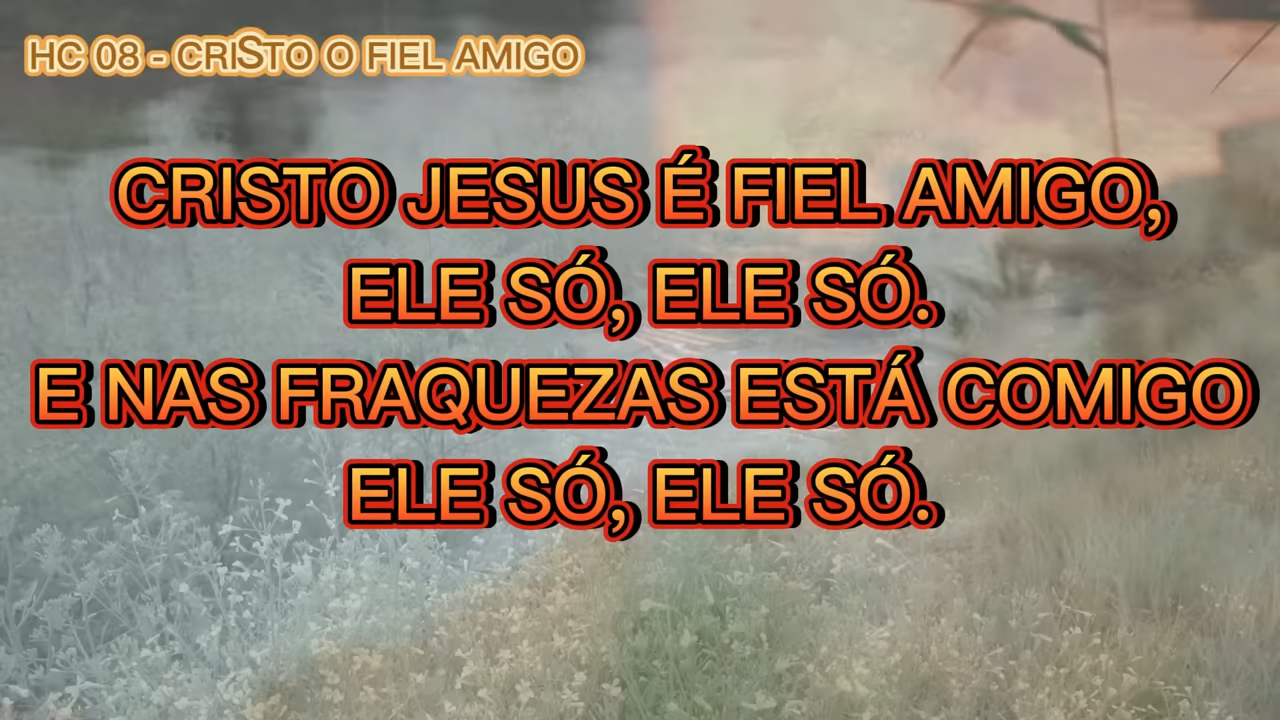 HC 08 - CRISTO O FIEL AMIGO
CRISTO JESUS É FIEL AMIGO,
ELE SÓ, ELE SÓ.
E NAS FRAQUEZAS ESTÁ COMIGO
ELE SÓ, ELE SÓ.